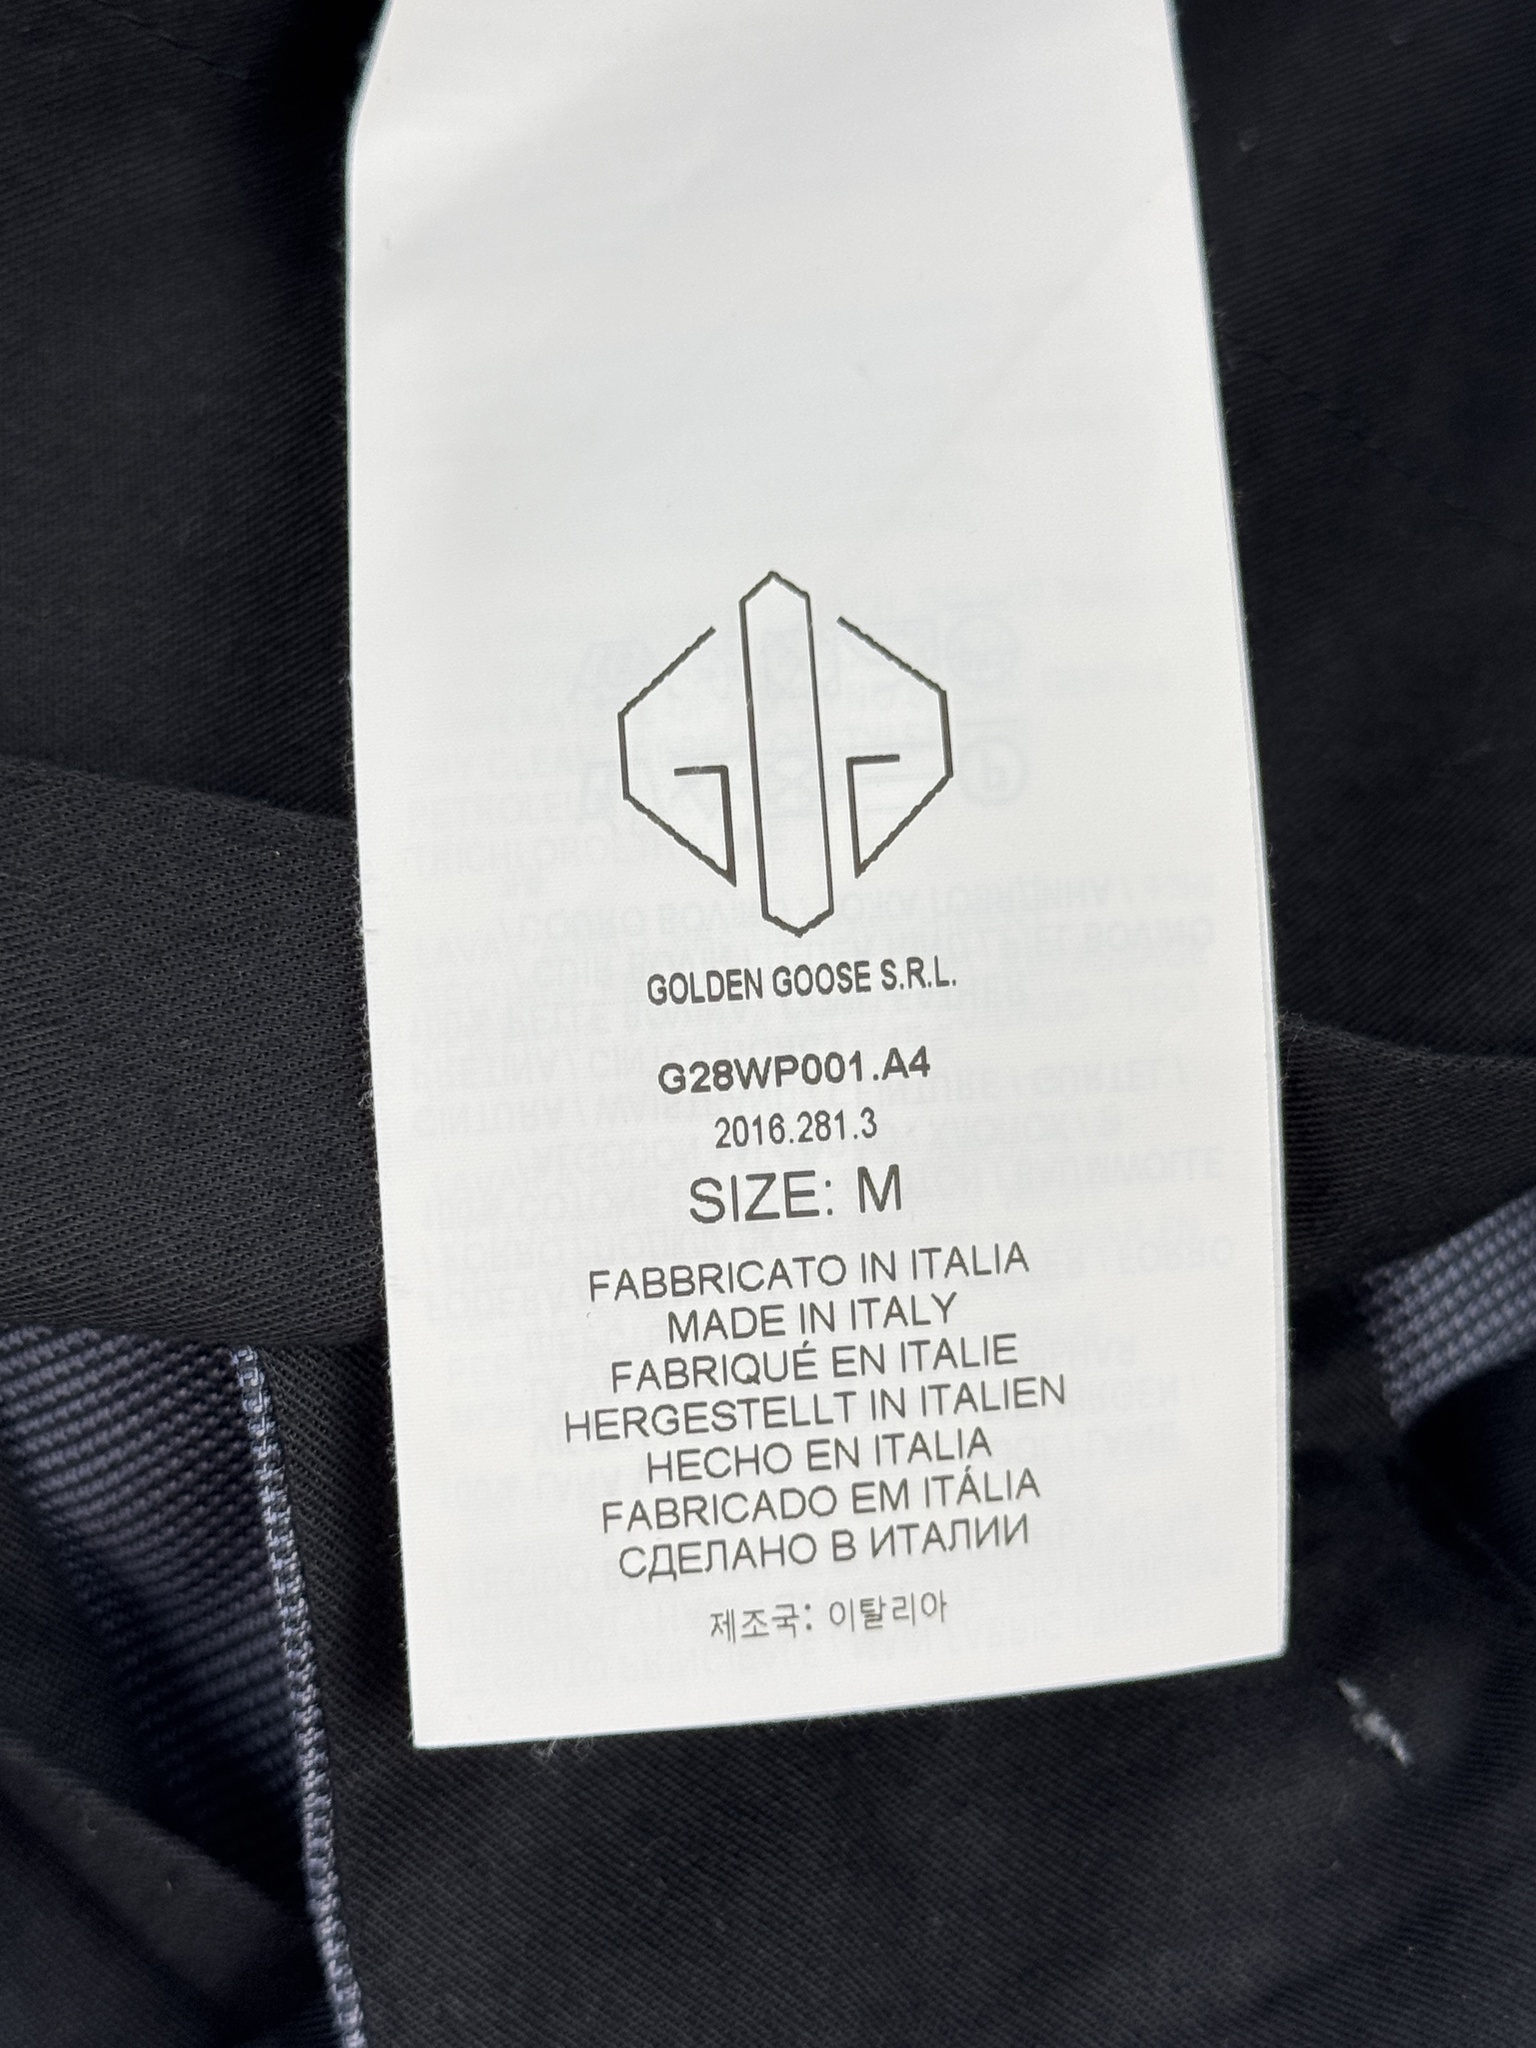 GOLDEN GOOSE S.R.L.
G28WP001.A4
2016.281.3
SIZE: M
FABBRICATO IN ITALIA
MADE IN ITALY
FABRIQUÉ EN ITALIE
HERGESTELLT IN ITALIEN
HECHO EN ITALIA
FABRICADO EM ITÁLIA
СДЕЛАНО В ИТАЛИИ
제조국: 이탈리아